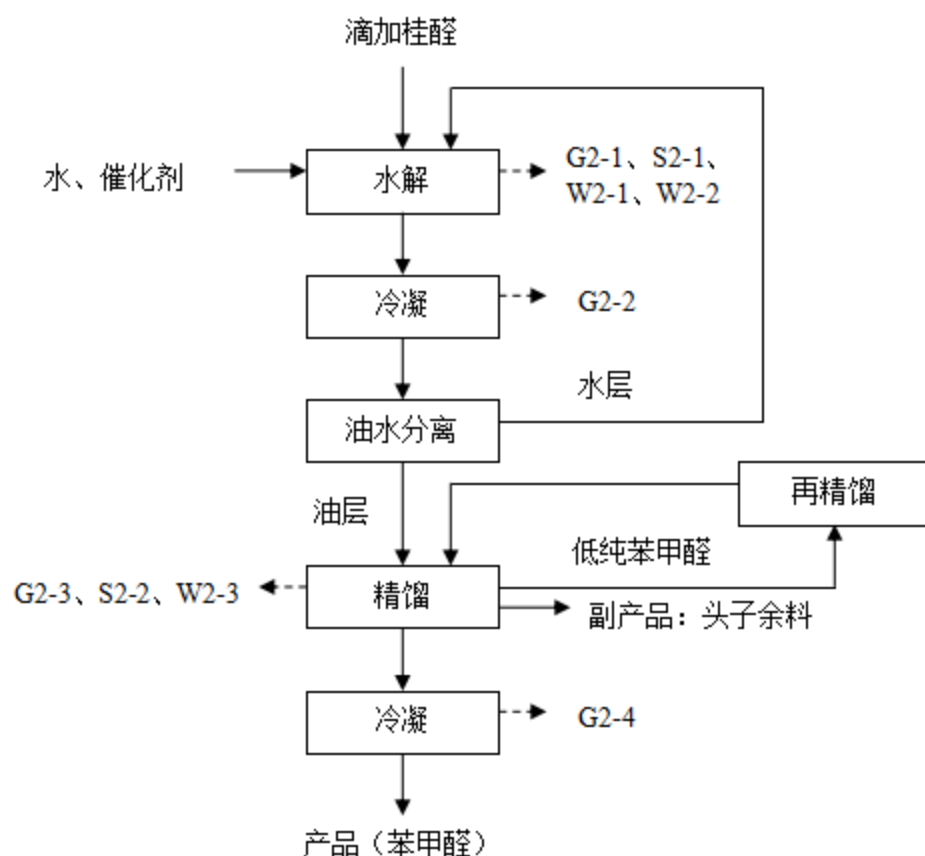 滴加桂醛
水、催化剂
水解
G2-1、S2-1、
W2-1、W2-2
冷凝
G2-2
水层
油水分离
再精馏
油层
低纯苯甲醛
G2-3、S2-2、W2-3
精馏
副产品：头子余料
冷凝
G2-4
产品（苯甲醛）